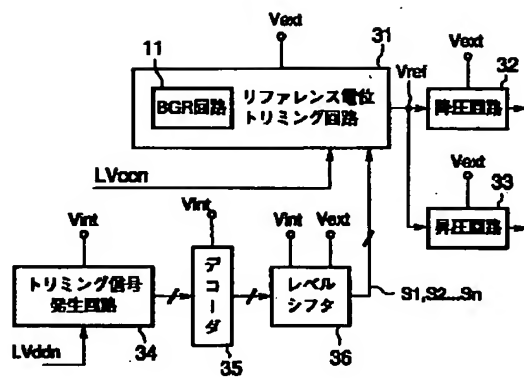 Vext
31
11
BGR回路
リファレンス電位
トリミング回路
Vref
Vext
32
降圧回路
Vext
33
昇圧回路
LVccn
Vint
トリミング信号
発生回路
34
LVddn
Vint
デコーダ
35
Vint
Vext
レベル
シフタ
36
S1,S2...Sn